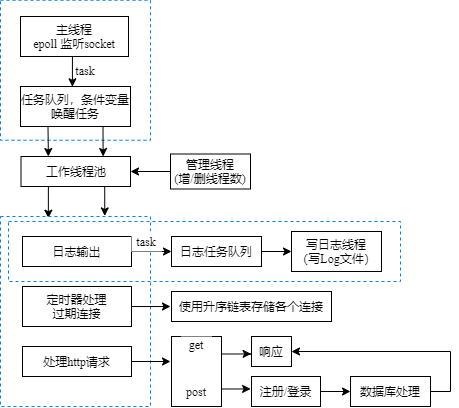 主线程
epoll 监听socket
task
任务队列，条件变量
唤醒任务
工作线程池
管理线程
(增/删线程数)
日志输出
task
日志任务队列
写日志线程
(写Log文件)
定时器处理
过期连接
使用升序链表存储各个连接
处理http请求
get
响应
post
注册/登录
数据库处理